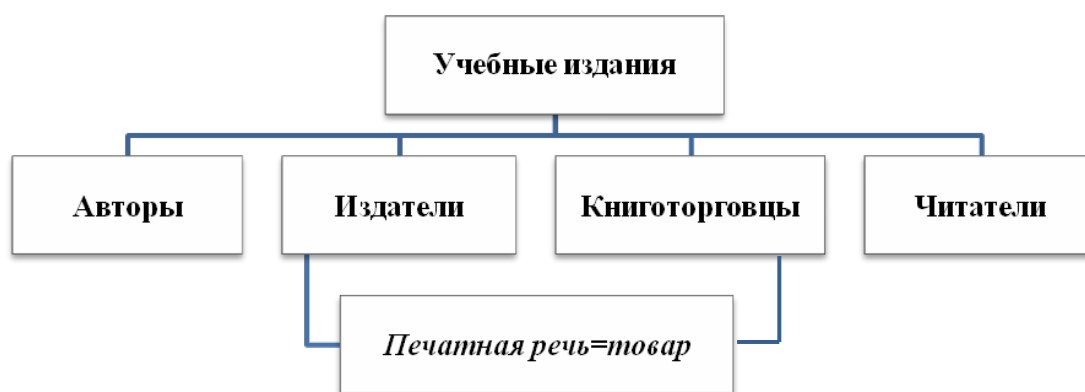 Учебные издания
Авторы
Издатели
Книготорговцы
Читатели
Печатная речь=товар